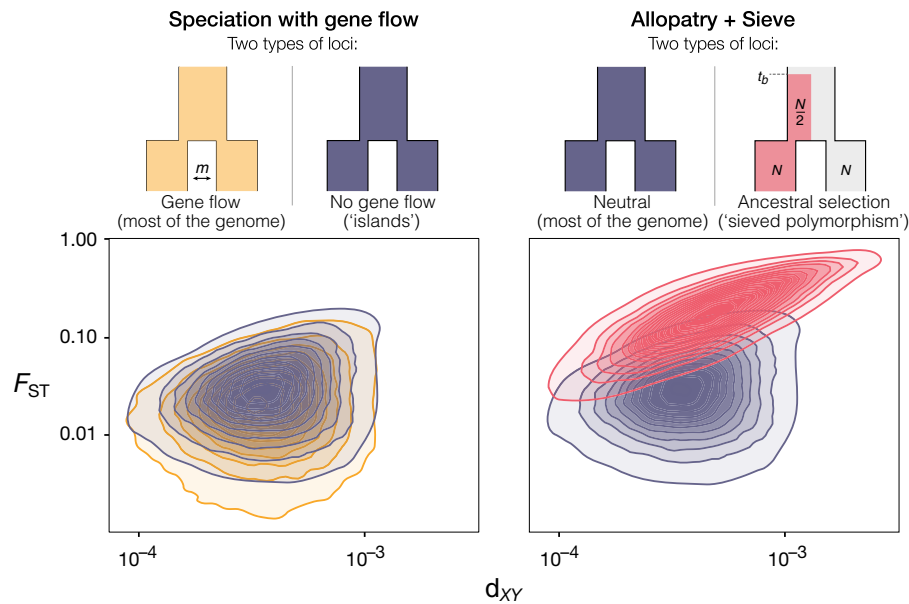 Speciation with gene flow
Two types of loci:
m
Gene flow
(most of the genome)
No gene flow
('islands')
Allopatry + Sieve
Two types of loci:
t_b
N/2
N
N
Neutral
(most of the genome)
Ancestral selection
('sieved polymorphism')
1.00
0.10
0.01
F_ST
10^–4
10^–3
10^–4
10^–3
d_XY